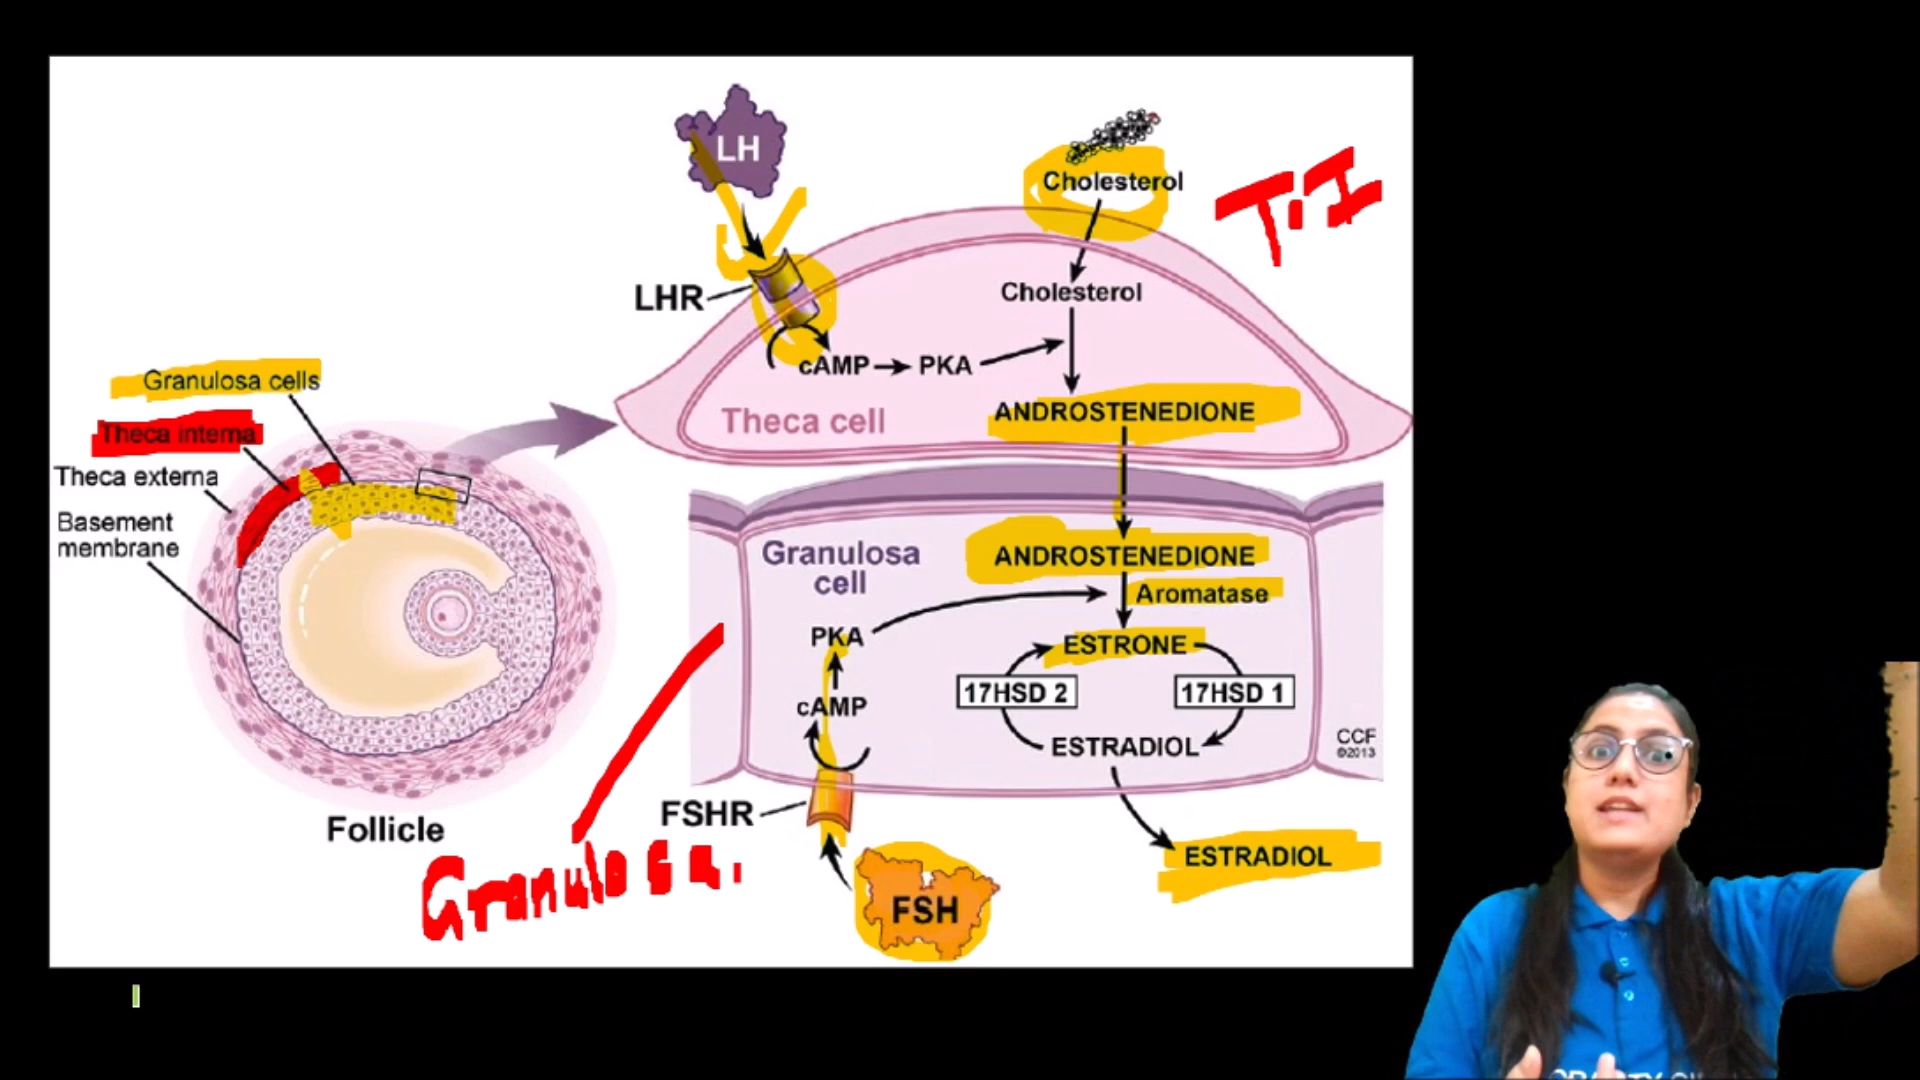 LH
Cholesterol
T.I
LHR
Cholesterol
cAMP
PKA
Theca cell
ANDROSTENEDIONE
Granulosa cells
Theca interna
Theca externa
Basement
membrane
Follicle
Granulosa
cell
ANDROSTENEDIONE
Aromatase
PKA
ESTRONE
17HSD 2
17HSD 1
cAMP
ESTRADIOL
CCF
©2013
FSHR
Granulosa.
ESTRADIOL
FSH